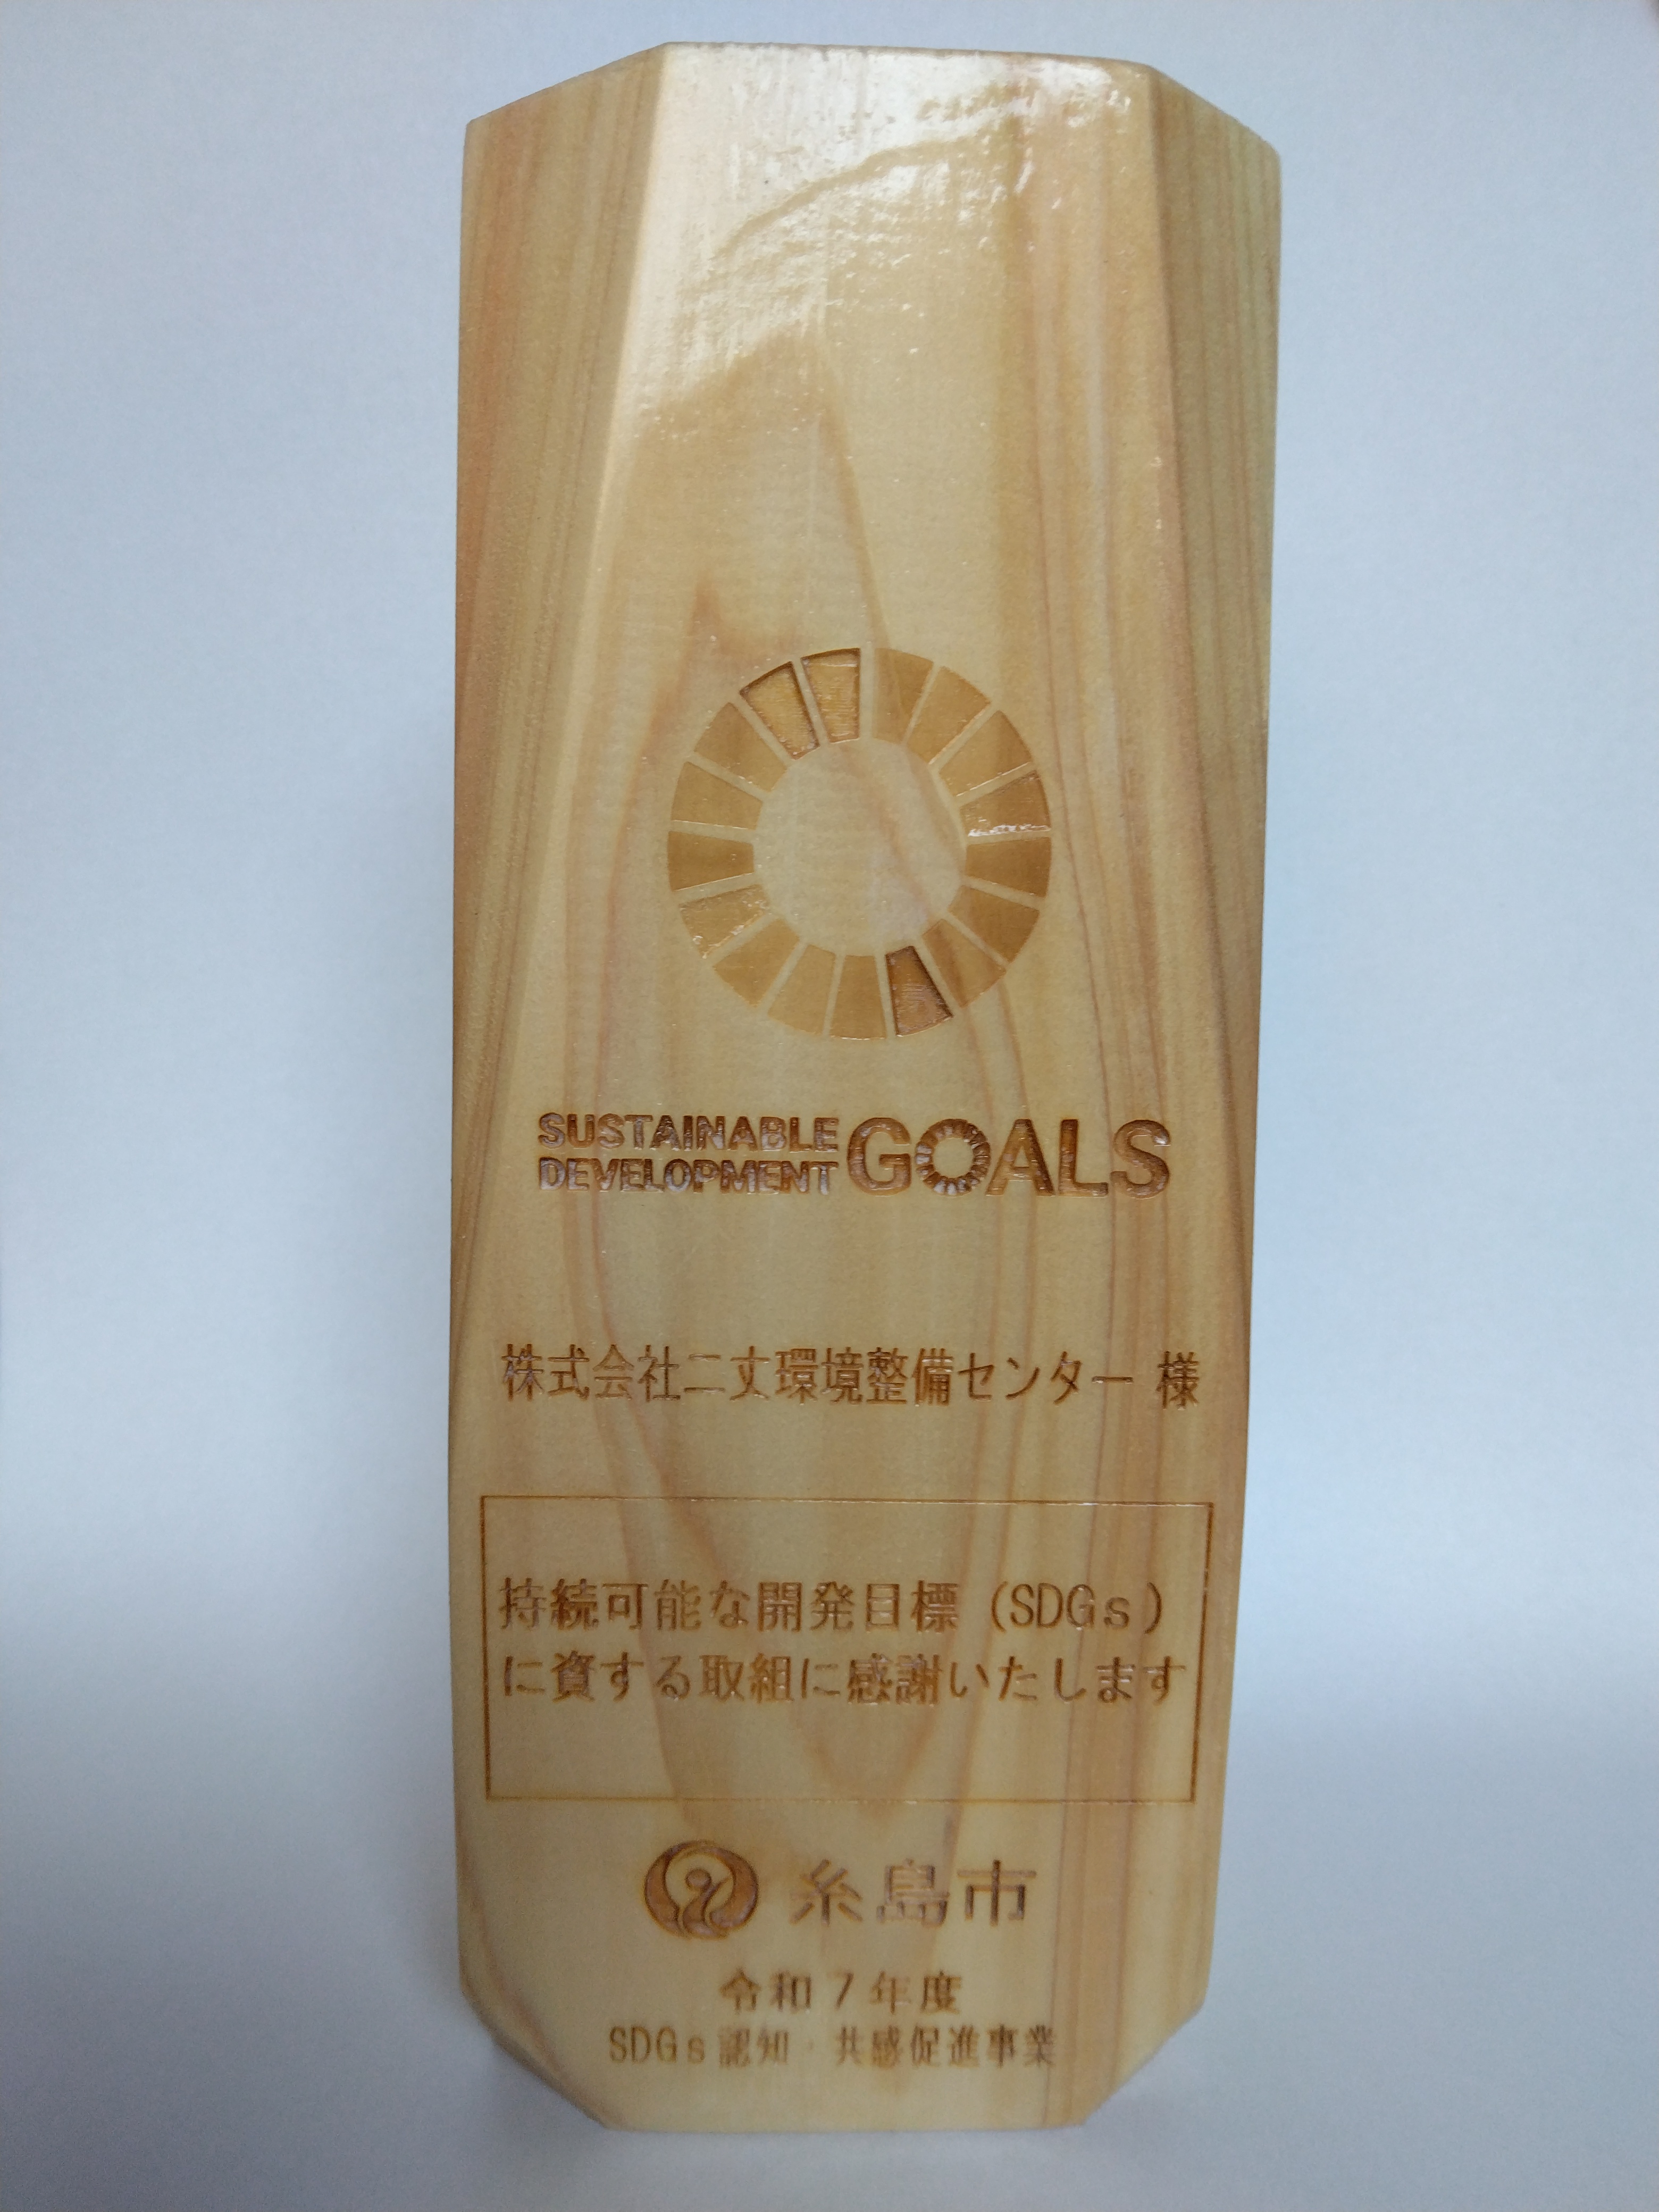 SUSTAINABLE
DEVELOPMENT GOALS
株式会社二丈環境整備センター 様
持続可能な開発目標（SDGs）
に資する取組に感謝いたします
糸島市
令和7年度
SDGs認知・共感促進事業